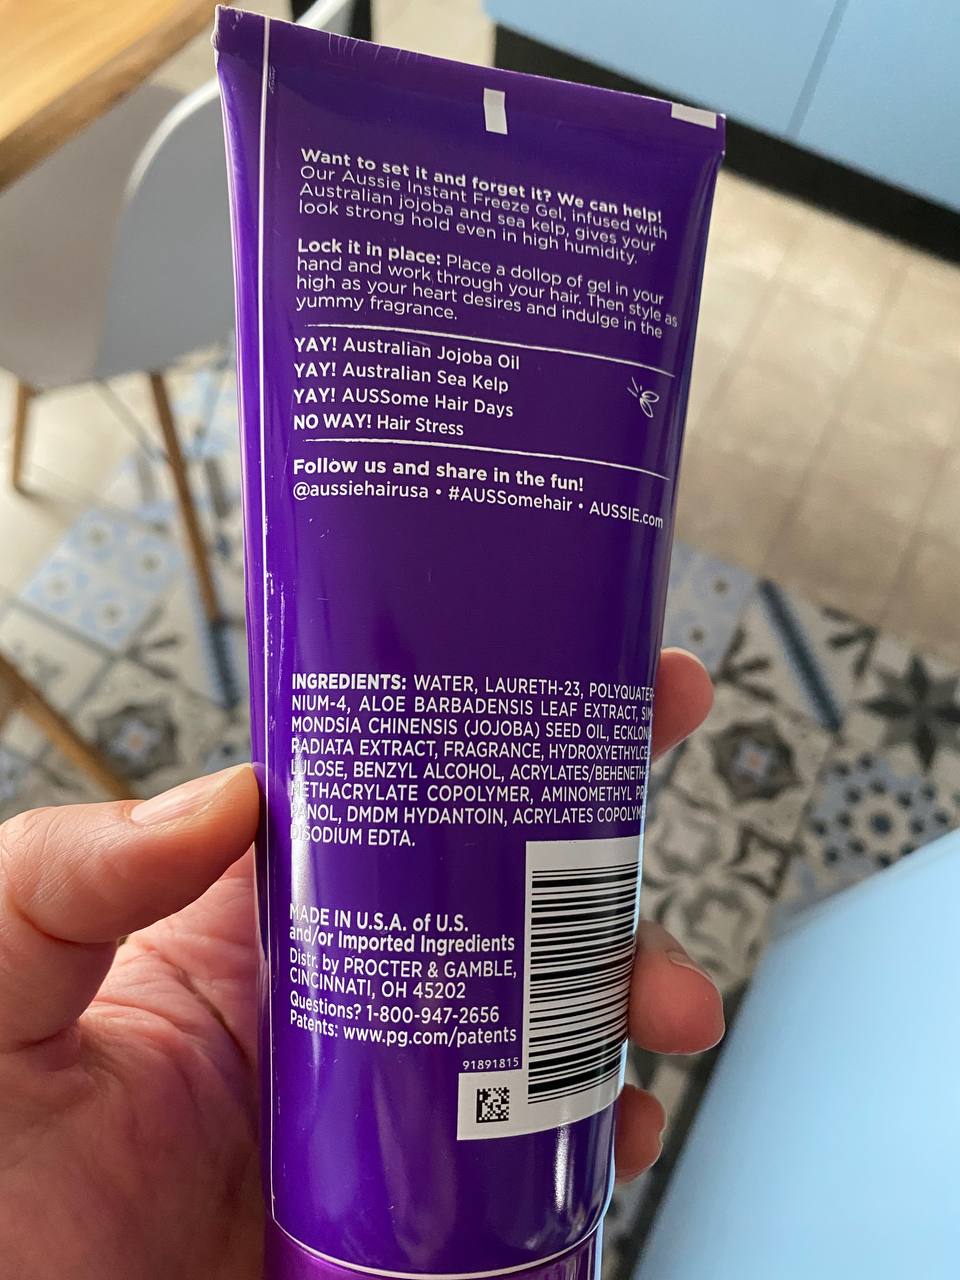 Want to set it and forget it? We can help!
Our Aussie Instant Freeze Gel, infused with
Australian jojoba and sea kelp, gives your
look strong hold even in high humidity.
Lock it in place: Place a dollop of gel in your
hand and work through your hair. Then style as
high as your heart desires and indulge in the
yummy fragrance.
YAY! Australian Jojoba Oil
YAY! Australian Sea Kelp
YAY! AUSSome Hair Days
NO WAY! Hair Stress
Follow us and share in the fun!
@aussiehairusa • #AUSSomehair • AUSSIE.com
INGREDIENTS: WATER, LAURETH-23, POLYQUATER-
NIUM-4, ALOE BARBADENSIS LEAF EXTRACT, SIM-
MONDSIA CHINENSIS (JOJOBA) SEED OIL,
RADIATA EXTRACT, FRAGRANCE, HYDROXYETHYLCE-
LULOSE, BENZYL ALCOHOL, ACRYLATES/BEHENETH-
METHACRYLATE COPOLYMER, AMINOMETHYL
PANOL, DMDM HYDANTOIN, ACRYLATES
DISODIUM EDTA.
MADE IN U.S.A. of U.S.
and/or Imported Ingredients
Distr. by PROCTER & GAMBLE,
CINCINNATI, OH 45202
Questions? 1-800-947-2656
Patents: www.pg.com/patents
91891815